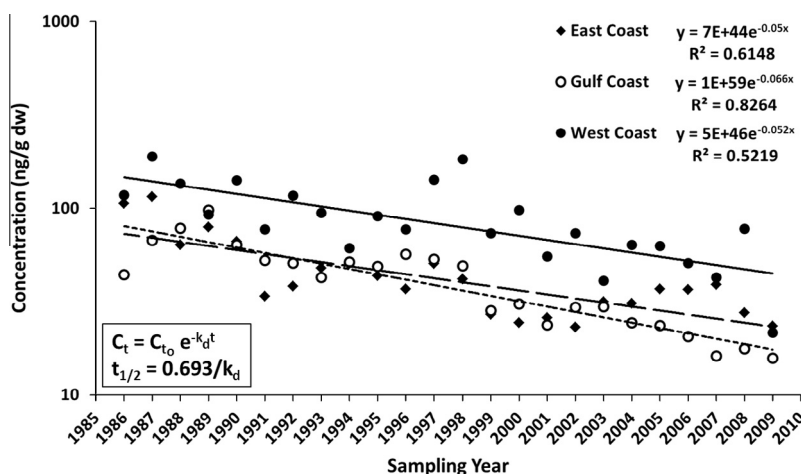 1000
100
10
Concentration (ng/g dw)
East Coast y = 7E+44e^-0.05x
R² = 0.6148
Gulf Coast y = 1E+59e^-0.066x
R² = 0.8264
West Coast y = 5E+46e^-0.052x
R² = 0.5219
C_t = C_t₀ e^-k_d t
t_1/2 = 0.693/k_d
1985 1986 1987 1988 1989 1990 1991 1992 1993 1994 1995 1996 1997 1998 1999 2000 2001 2002 2003 2004 2005 2006 2007 2008 2009 2010
Sampling Year